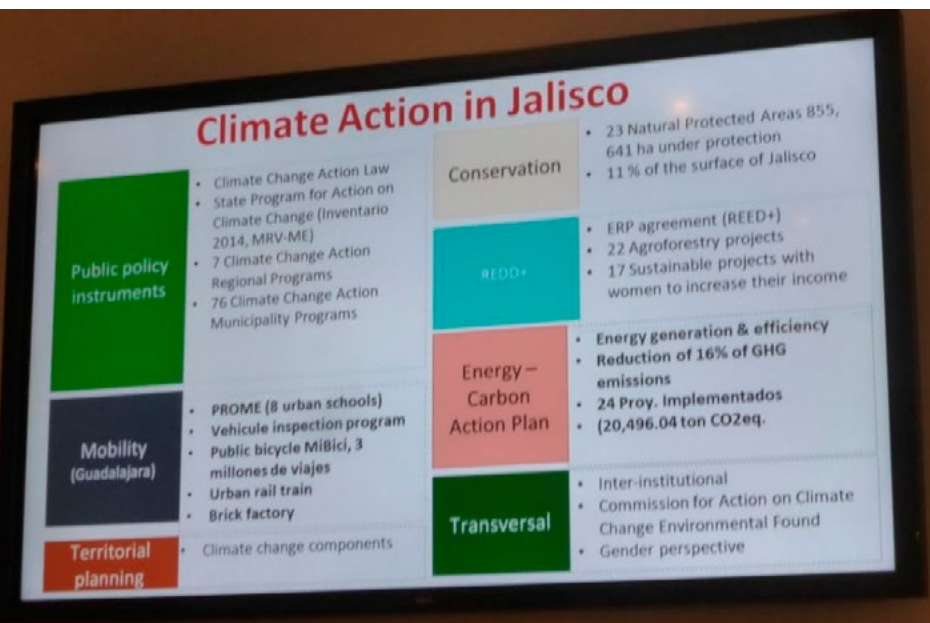 Climate Action in Jalisco
Public policy
instruments
• Climate Change Action Law
• State Program for Action on
Climate Change (Inventario
2014, MRV-ME)
• 7 Climate Change Action
Regional Programs
• 76 Climate Change Action
Municipality Programs
Mobility
(Guadalajara)
• PROME (8 urban schools)
• Vehicule inspection program
• Public bicycle MiBici, 3
millones de viajes
• Urban rail train
• Brick factory
Territorial
planning
• Climate change components
Conservation
• 23 Natural Protected Areas 855,
641 ha under protection
• 11 % of the surface of Jalisco
REDD+
• ERP agreement (REED+)
• 22 Agroforestry projects
• 17 Sustainable projects with
women to increase their income
Energy –
Carbon
Action Plan
• Energy generation & efficiency
• Reduction of 16% of GHG
emissions
• 24 Proy. Implementados
• (20,496.04 ton CO2eq.
Transversal
• Inter-institutional
• Commission for Action on Climate
Change Environmental Found
• Gender perspective